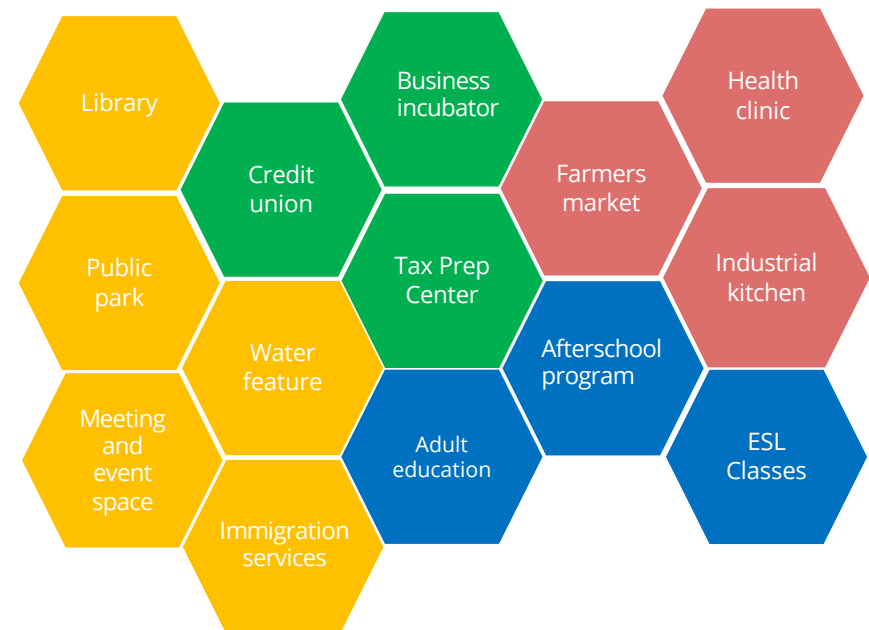 Library
Business
incubator
Health
clinic
Credit
union
Farmers
market
Public
park
Tax Prep
Center
Industrial
kitchen
Water
feature
Afterschool
program
Meeting
and
event
space
Adult
education
ESL
Classes
Immigration
services